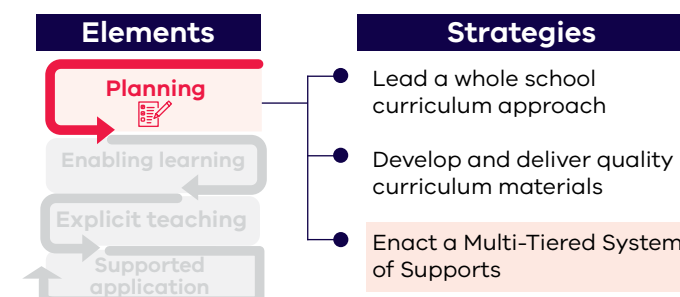 Elements
Strategies
Planning
Lead a whole school
curriculum approach
Enabling learning
Develop and deliver quality
curriculum materials
Explicit teaching
Enact a Multi-Tiered System
of Supports
Supported
application